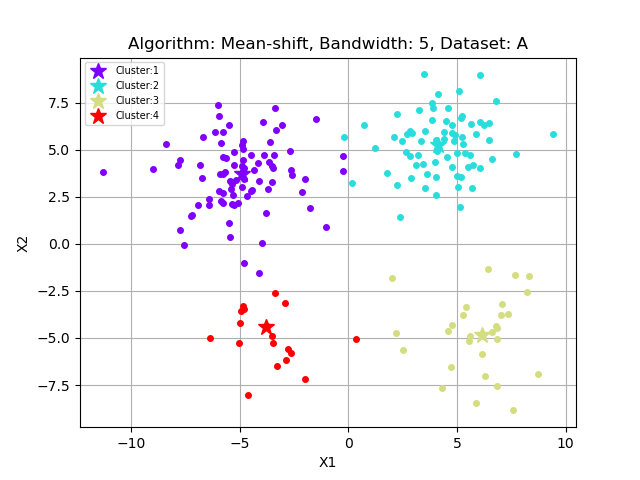 Algorithm: Mean-shift, Bandwidth: 5, Dataset: A
Cluster:1
Cluster:2
Cluster:3
Cluster:4
7.5
5.0
2.5
0.0
−2.5
−5.0
−7.5
X2
−10 −5 0 5 10
X1